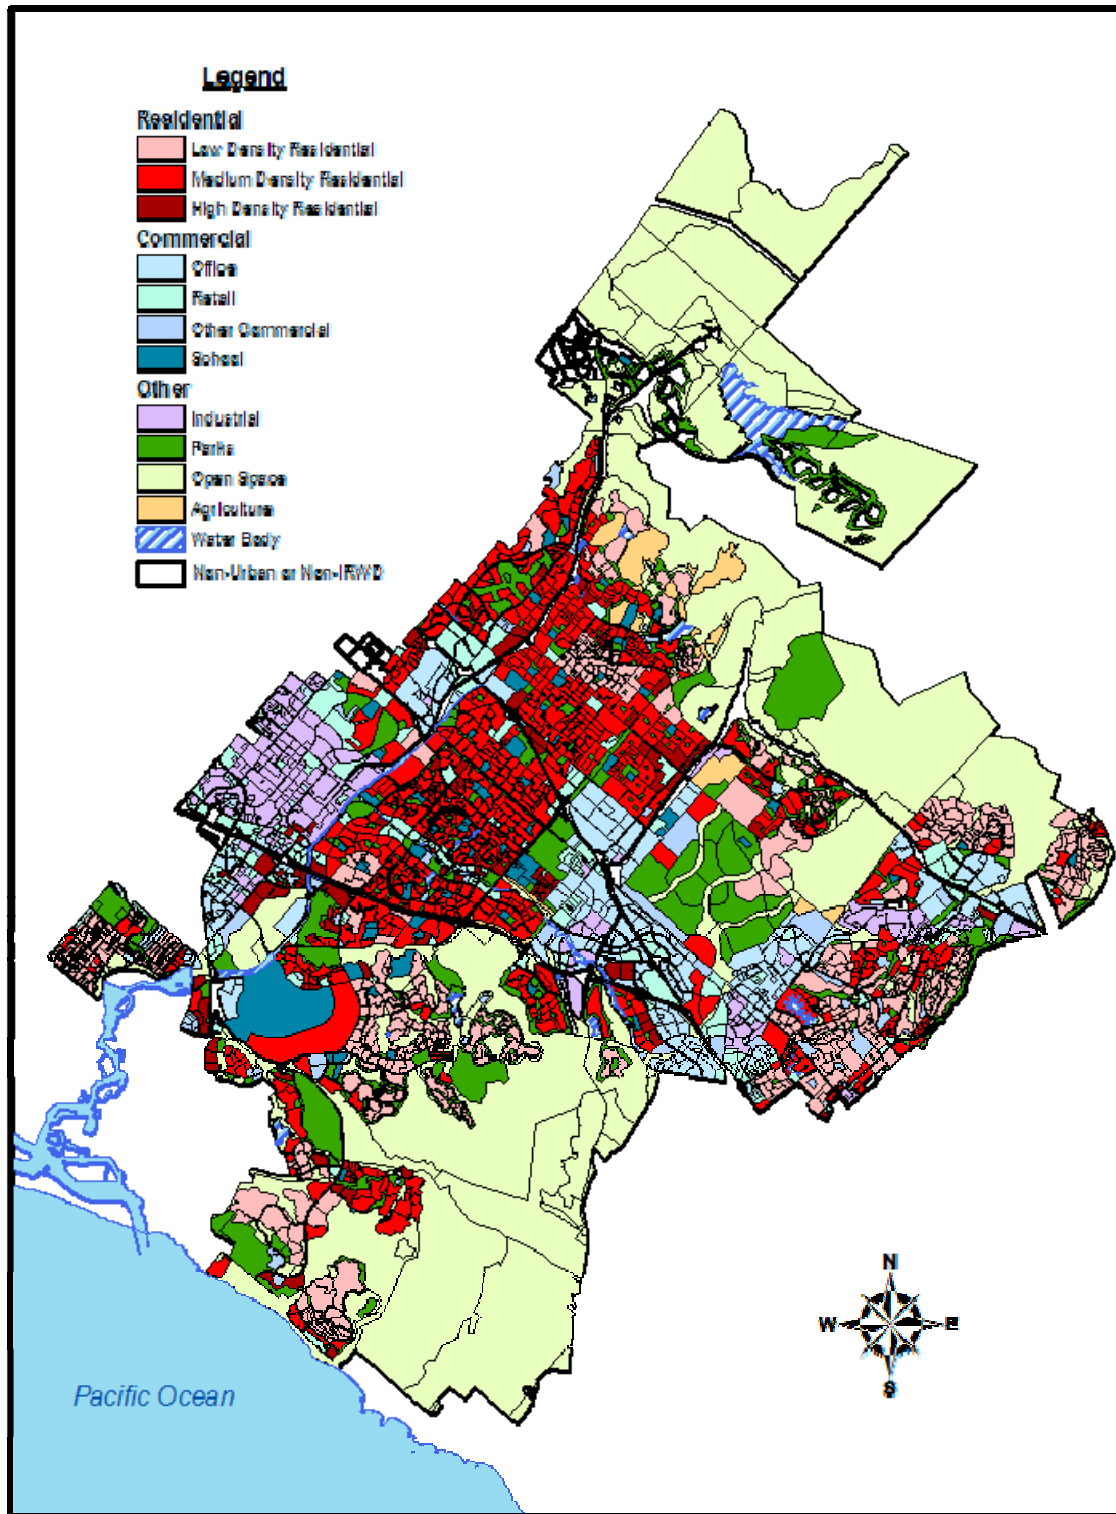 Legend
Residential
Low Density Residential
Medium Density Residential
High Density Residential
Commercial
Office
Retail
Other Commercial
School
Other
Industrial
Parks
Open Space
Agriculture
Water Body
Non-Urban or Non-IRWD
N
W E
S
Pacific Ocean